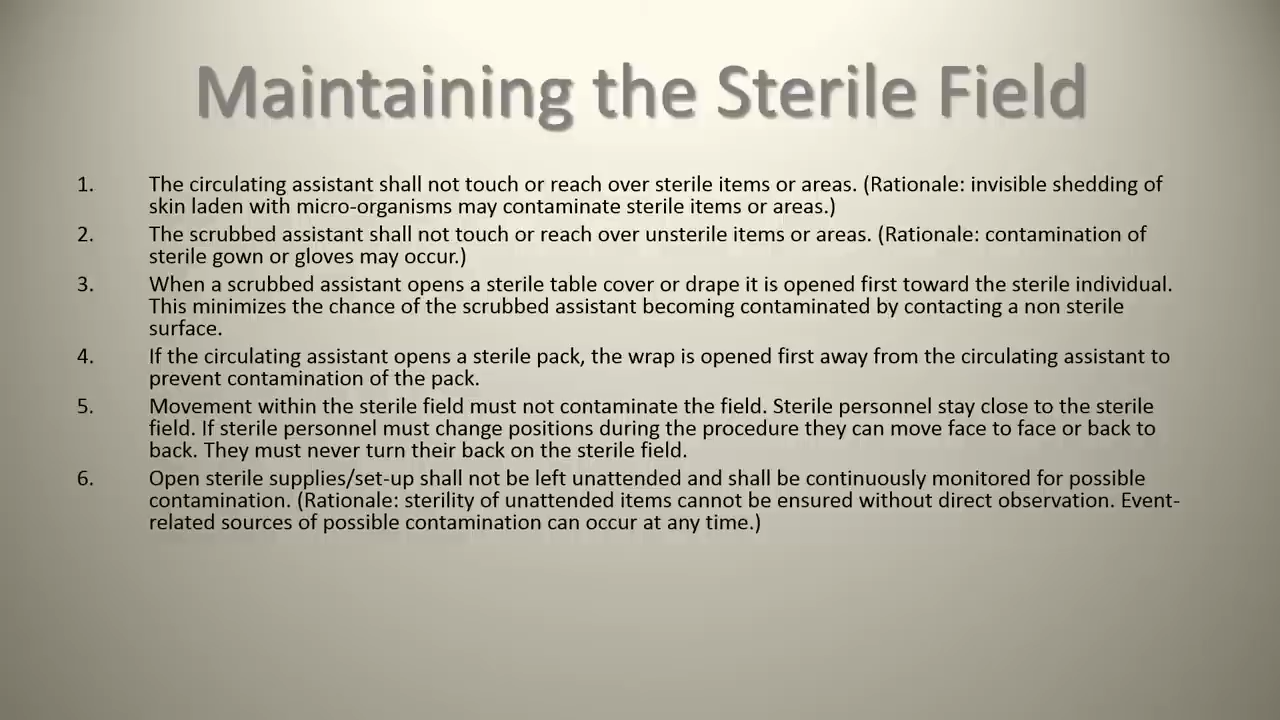 Maintaining the Sterile Field
1. The circulating assistant shall not touch or reach over sterile items or areas. (Rationale: invisible shedding of
skin laden with micro-organisms may contaminate sterile items or areas.)
2. The scrubbed assistant shall not touch or reach over unsterile items or areas. (Rationale: contamination of
sterile gown or gloves may occur.)
3. When a scrubbed assistant opens a sterile table cover or drape it is opened first toward the sterile individual.
This minimizes the chance of the scrubbed assistant becoming contaminated by contacting a non sterile
surface.
4. If the circulating assistant opens a sterile pack, the wrap is opened first away from the circulating assistant to
prevent contamination of the pack.
5. Movement within the sterile field must not contaminate the field. Sterile personnel stay close to the sterile
field. If sterile personnel must change positions during the procedure they can move face to face or back to
back. They must never turn their back on the sterile field.
6. Open sterile supplies/set-up shall not be left unattended and shall be continuously monitored for possible
contamination. (Rationale: sterility of unattended items cannot be ensured without direct observation. Event-
related sources of possible contamination can occur at any time.)